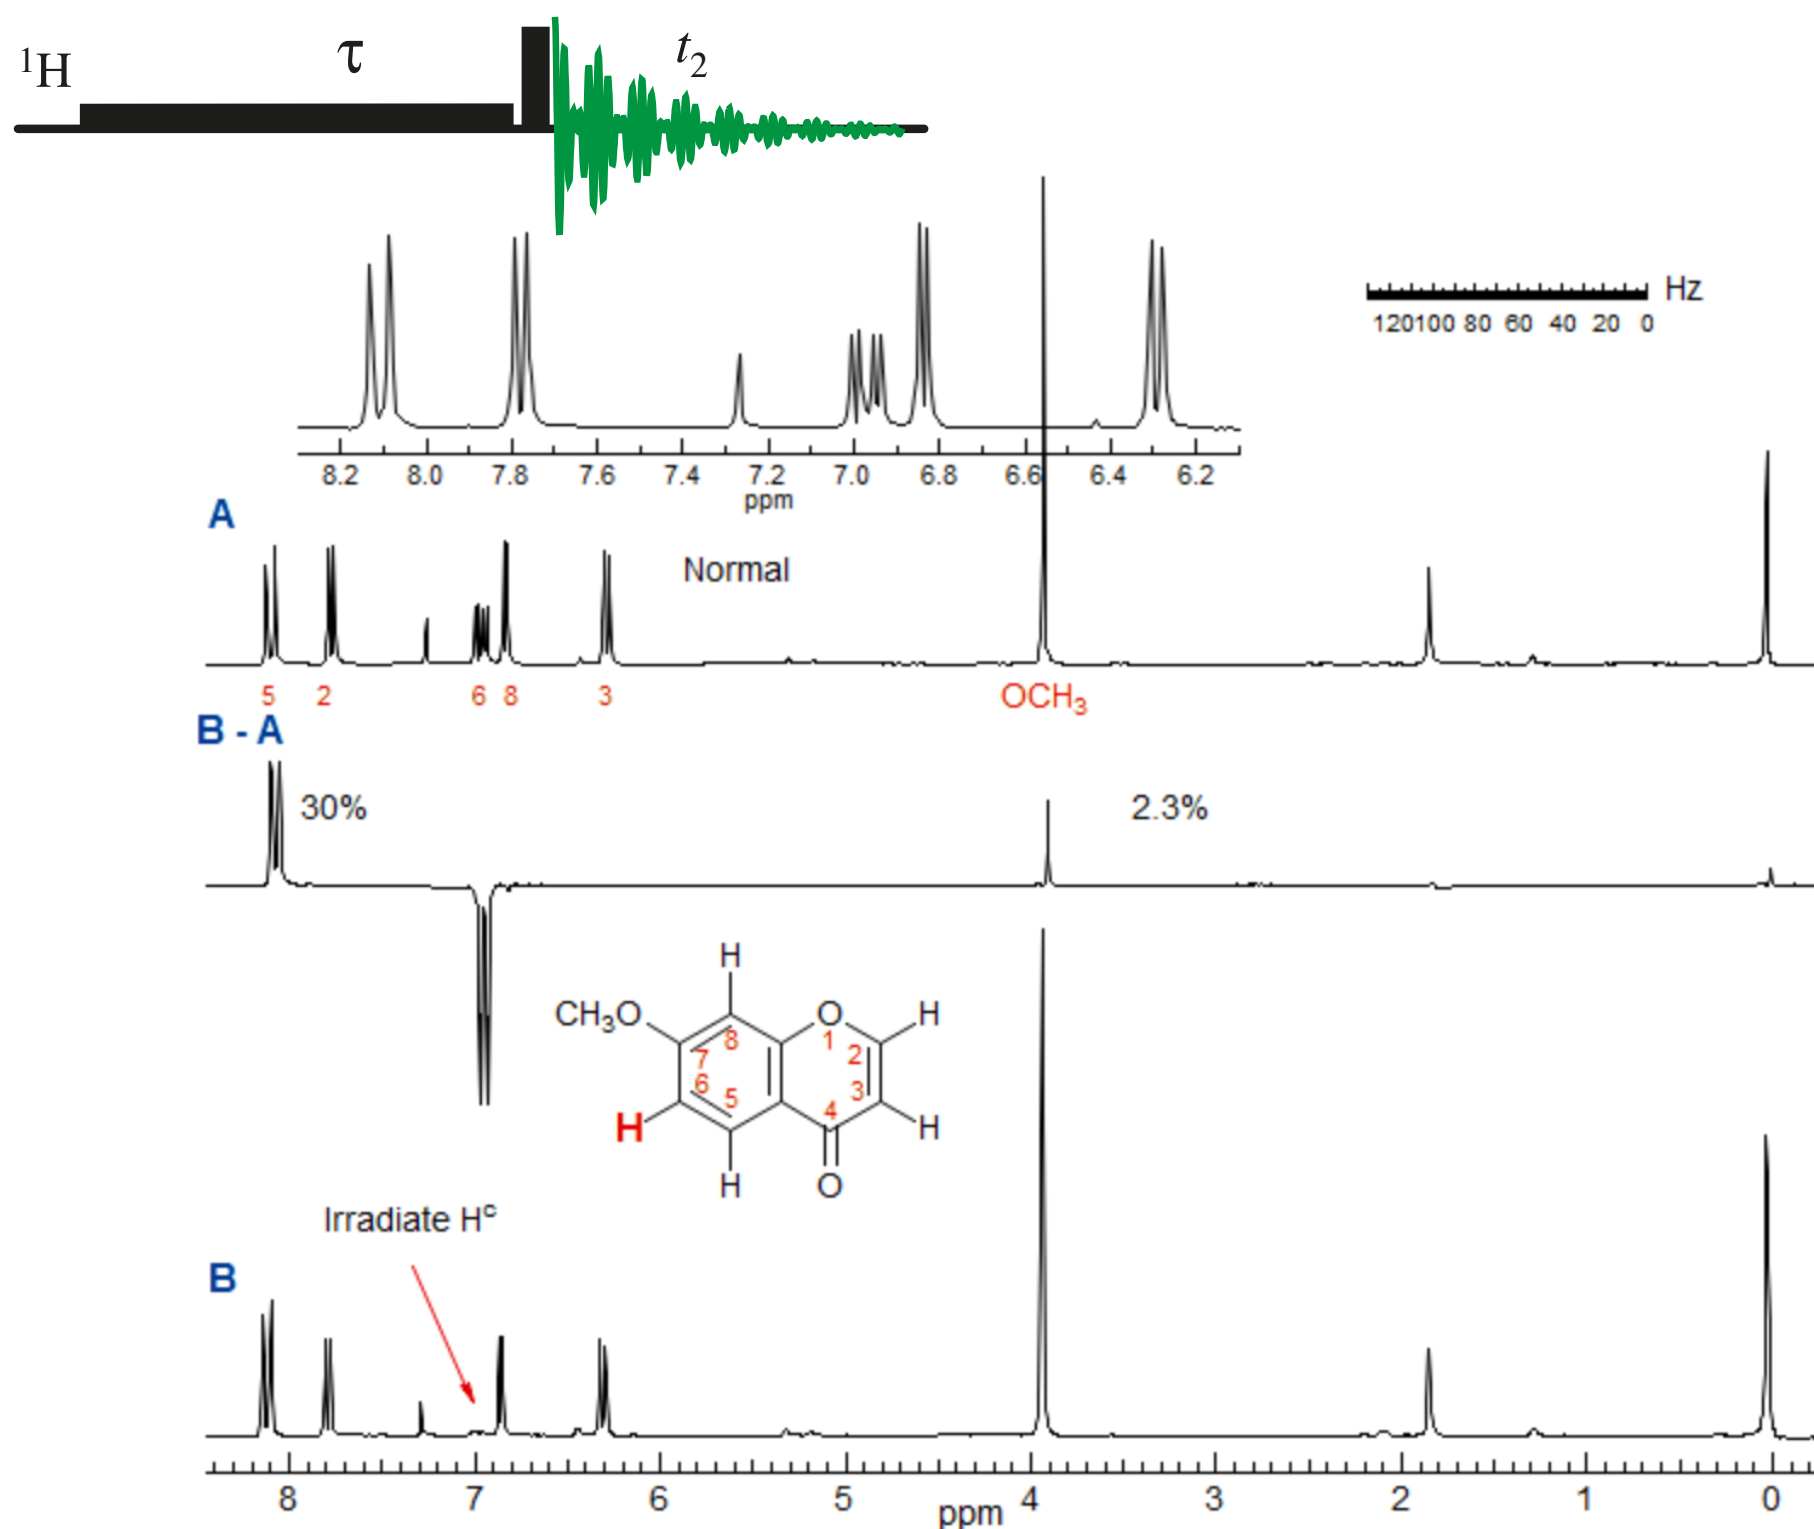 ¹H τ t₂
Hz
120 100 80 60 40 20 0
8.2 8.0 7.8 7.6 7.4 7.2 7.0 6.8 6.6 6.4 6.2
ppm
A
Normal
5 2 6 8 3 OCH₃
B - A
30% 2.3%
H
CH₃O O H
8 1
7 2
6 5 3
4
H H
H O
Irradiate Hᶜ
B
8 7 6 5 4 3 2 1 0
ppm